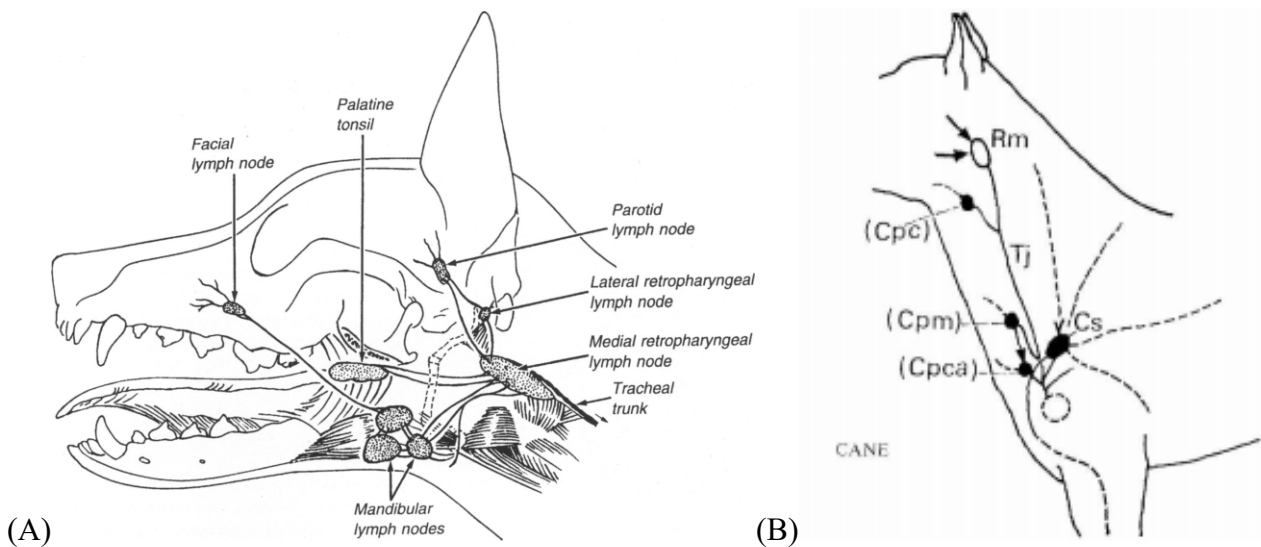 Palatine
tonsil
Facial
lymph node
Parotid
lymph node
Lateral retropharyngeal
lymph node
Medial retropharyngeal
lymph node
Tracheal
trunk
Mandibular
lymph nodes
(A)
Rm
(Cpc)
Tj
(Cpm)
Cs
(Cpca)
CANE
(B)